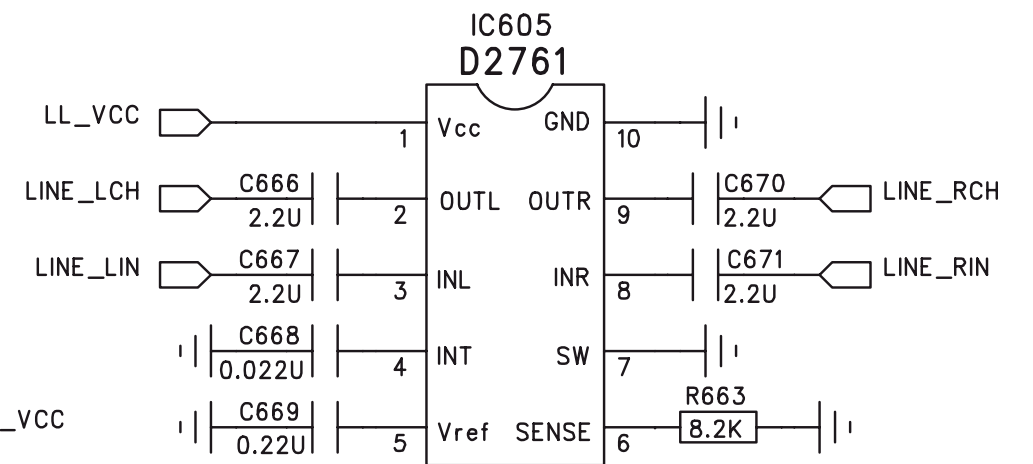 IC605
D2761
LL_VCC
1
Vcc
GND
10
LINE_LCH
C666
2.2U
2
OUTL
OUTR
9
C670
2.2U
LINE_RCH
LINE_LIN
C667
2.2U
3
INL
INR
8
C671
2.2U
LINE_RIN
C668
0.022U
4
INT
SW
7
_VCC
C669
0.22U
5
Vref
SENSE
6
R663
8.2K